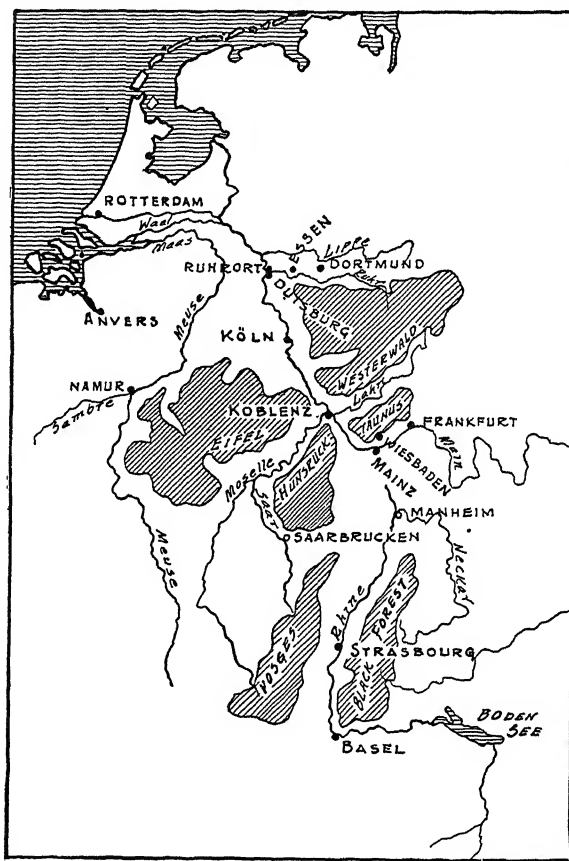 ROTTERDAM
Waal
Maas
ESSEN
Lippe
RUHRORT
DORTMUND
Ruhr
DUISBURG
ANVERS
Meuse
KÖLN
WESTERWALD
NAMUR
Lahn
Sambre
KOBLENZ
TAUNUS
FRANKFURT
EIFEL
WIESBADEN
Main
Moselle
HUNSRUCK
MAINZ
Saar
MANHEIM
SAARBRUCKEN
Meuse
Neckar
Rhine
VOSGES
BLACK FOREST
STRASBOURG
BODEN
SEE
BASEL